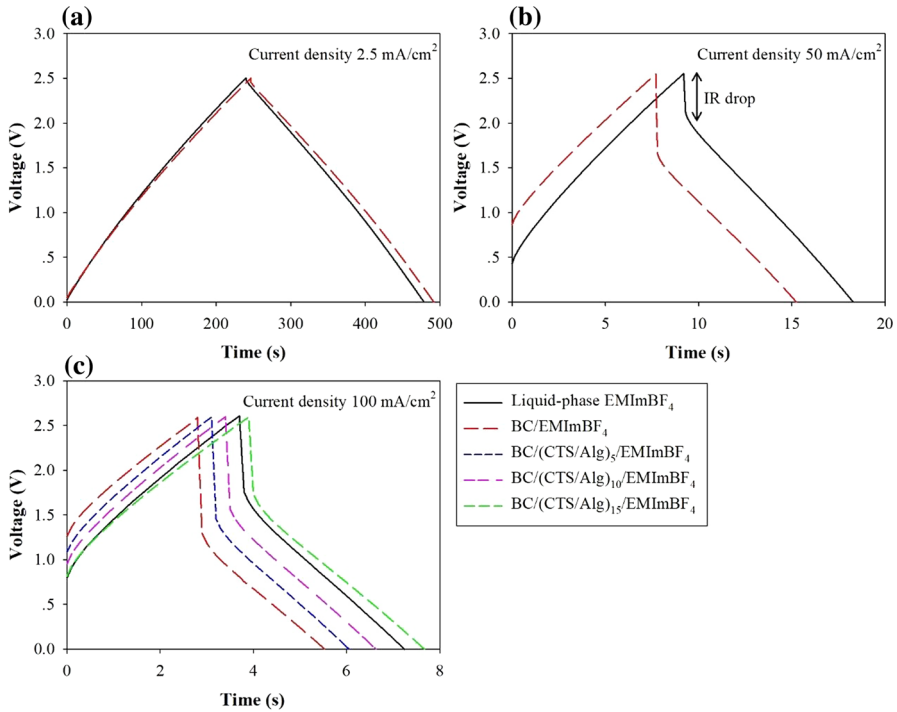 (a)
Current density 2.5 mA/cm²
3.0
2.5
2.0
1.5
1.0
.5
0.0
Voltage (V)
0 100 200 300 400 500
Time (s)
(b)
Current density 50 mA/cm²
IR drop
3.0
2.5
2.0
1.5
1.0
.5
0.0
Voltage (V)
0 5 10 15 20
Time (s)
(c)
Current density 100 mA/cm²
3.0
2.5
2.0
1.5
1.0
.5
0.0
Voltage (V)
0 2 4 6 8
Time (s)
Liquid-phase EMImBF₄
BC/EMImBF₄
BC/(CTS/Alg)₅/EMImBF₄
BC/(CTS/Alg)₁₀/EMImBF₄
BC/(CTS/Alg)₁₅/EMImBF₄